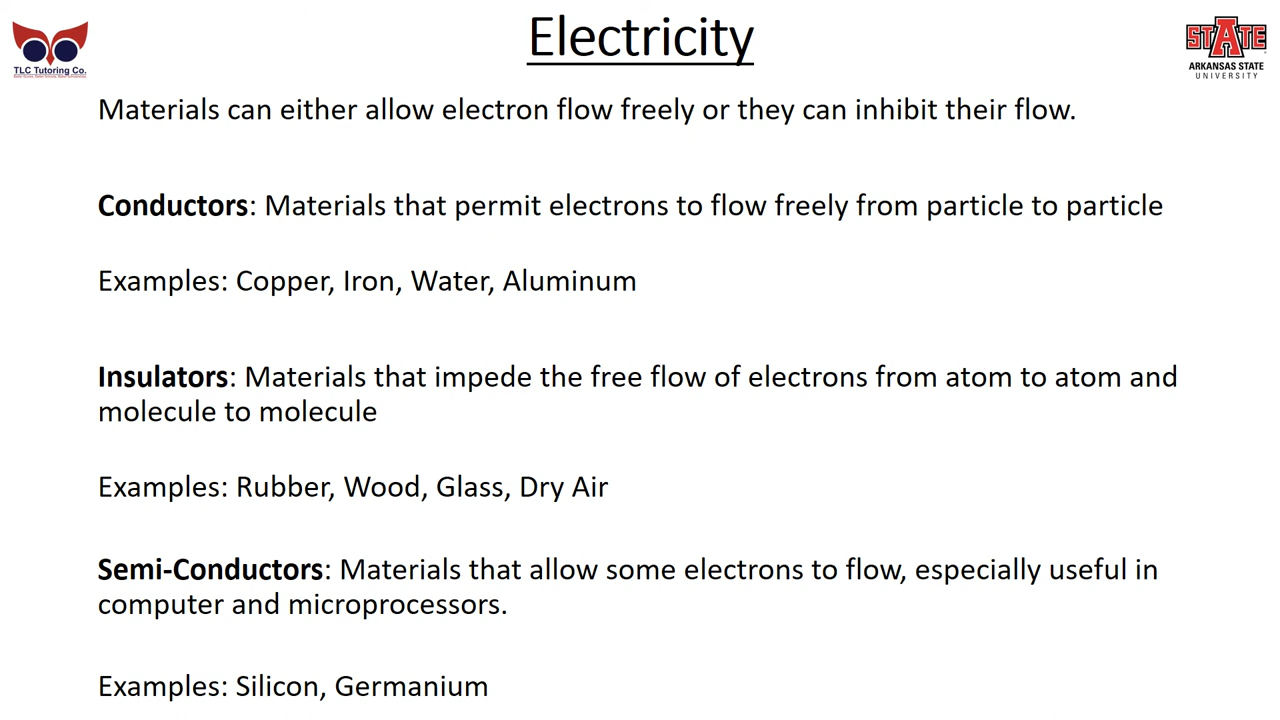 Electricity
TLC Tutoring Co.
STATE
ARKANSAS STATE
UNIVERSITY
Materials can either allow electron flow freely or they can inhibit their flow.
Conductors: Materials that permit electrons to flow freely from particle to particle
Examples: Copper, Iron, Water, Aluminum
Insulators: Materials that impede the free flow of electrons from atom to atom and
molecule to molecule
Examples: Rubber, Wood, Glass, Dry Air
Semi-Conductors: Materials that allow some electrons to flow, especially useful in
computer and microprocessors.
Examples: Silicon, Germanium